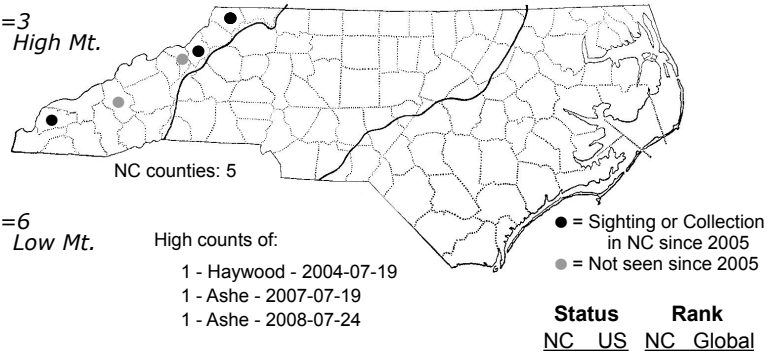 =3
High Mt.
NC counties: 5
=6
Low Mt.
High counts of:
1 - Haywood - 2004-07-19
1 - Ashe - 2007-07-19
1 - Ashe - 2008-07-24
= Sighting or Collection
in NC since 2005
= Not seen since 2005
Status Rank
NC US NC Global